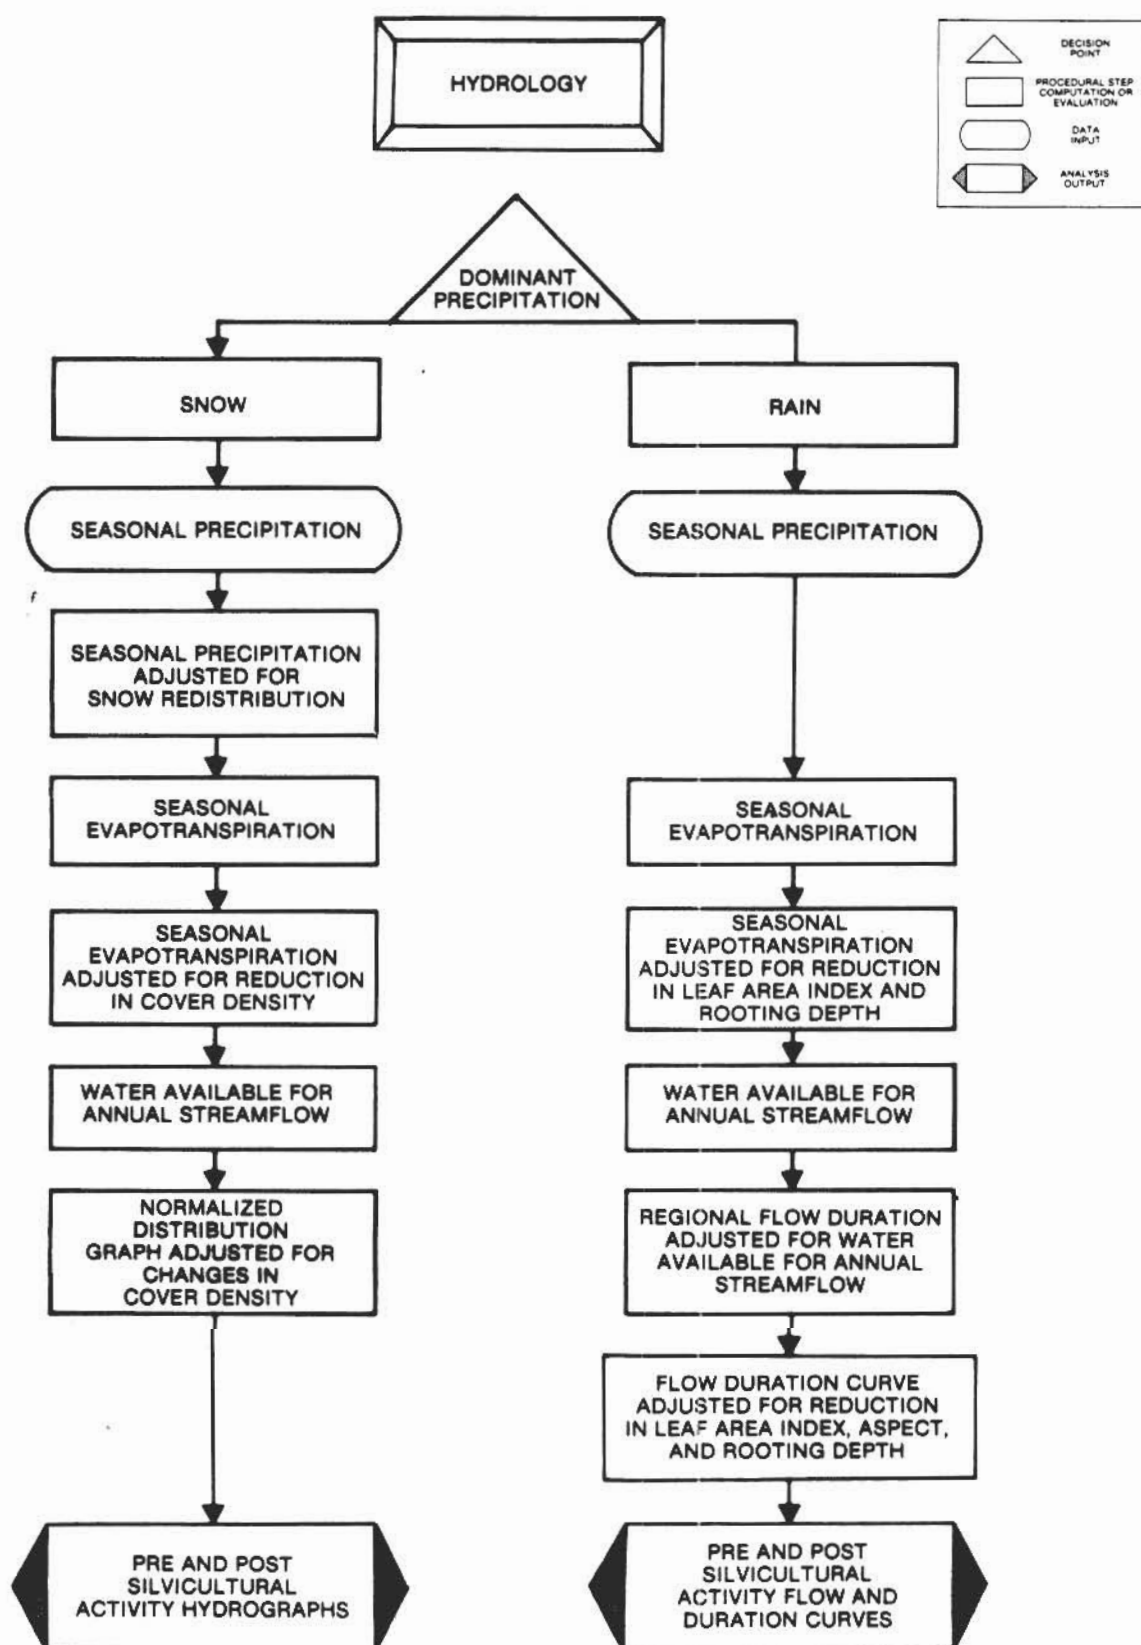 HYDROLOGY
DECISION
POINT
PROCEDURAL STEP
COMPUTATION OR
EVALUATION
DATA
INPUT
ANALYSIS
OUTPUT
DOMINANT
PRECIPITATION
SNOW
SEASONAL PRECIPITATION
SEASONAL PRECIPITATION
ADJUSTED FOR
SNOW REDISTRIBUTION
SEASONAL
EVAPOTRANSPIRATION
SEASONAL
EVAPOTRANSPIRATION
ADJUSTED FOR REDUCTION
IN COVER DENSITY
WATER AVAILABLE FOR
ANNUAL STREAMFLOW
NORMALIZED
DISTRIBUTION
GRAPH ADJUSTED FOR
CHANGES IN
COVER DENSITY
PRE AND POST
SILVICULTURAL
ACTIVITY HYDROGRAPHS
RAIN
SEASONAL PRECIPITATION
SEASONAL
EVAPOTRANSPIRATION
SEASONAL
EVAPOTRANSPIRATION
ADJUSTED FOR REDUCTION
IN LEAF AREA INDEX AND
ROOTING DEPTH
WATER AVAILABLE FOR
ANNUAL STREAMFLOW
REGIONAL FLOW DURATION
ADJUSTED FOR WATER
AVAILABLE FOR ANNUAL
STREAMFLOW
FLOW DURATION CURVE
ADJUSTED FOR REDUCTION
IN LEAF AREA INDEX, ASPECT,
AND ROOTING DEPTH
PRE AND POST
SILVICULTURAL
ACTIVITY FLOW AND
DURATION CURVES